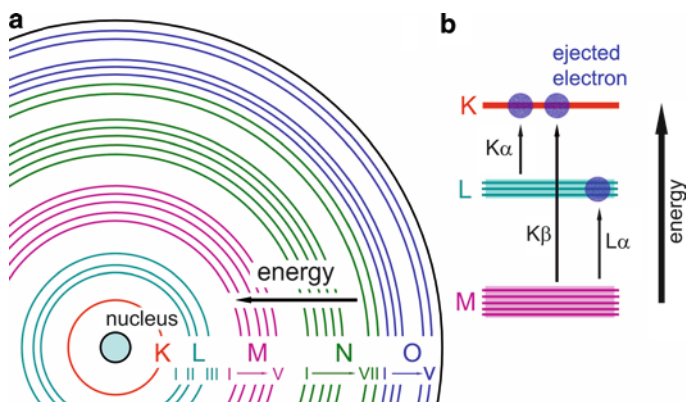 a
energy
nucleus
K L M N O
I II III I → V I → VII I → V
b
ejected
electron
K
Kα
L
Kβ
Lα
M
energy